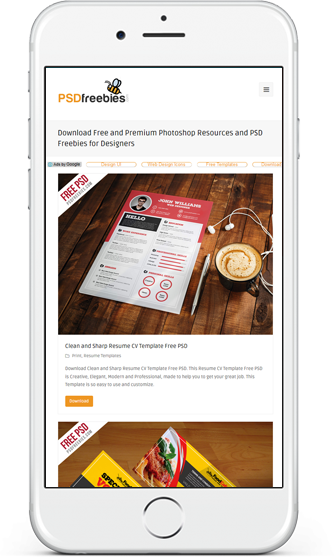 PSDfreebies
Download Free and Premium Photoshop Resources and PSD
Freebies for Designers
Ads by Google
Design UI
Web Design Icons
Free Templates
Download
FREE PSD
PSDFREEBIES.COM
JOHN WILLIAMS
HELLO
Clean and Sharp Resume CV Template Free PSD
Print, Resume Templates
Download Clean and Sharp Resume CV Template Free PSD. This Resume CV Template Free PSD
is Creative, Elegant, Modern and Professional, made to help you to get your great job. This
Template is so easy to use and customize.
Download
FREE PSD
PSDFREEBIES.COM